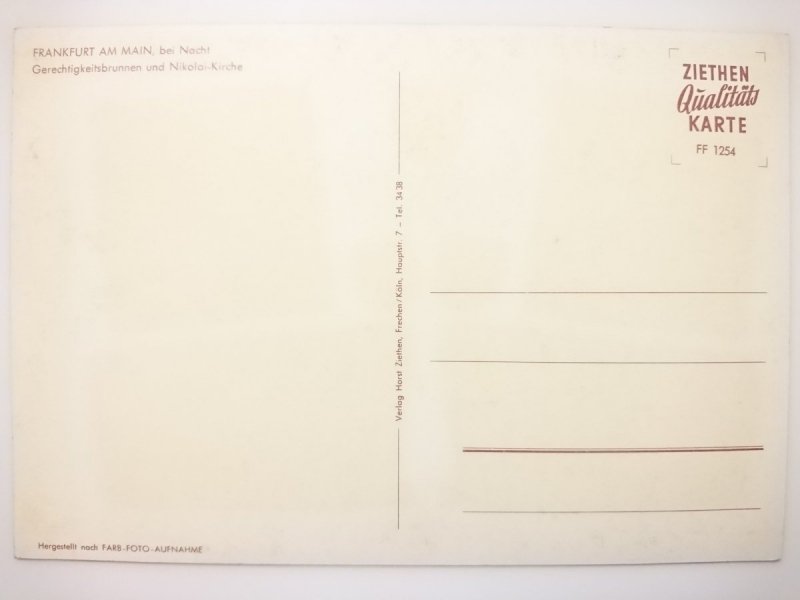 FRANKFURT AM MAIN, bei Nacht
Gerechtigkeitsbrunnen und Nikolai-Kirche
ZIETHEN
Qualitäts
KARTE
FF 1254
Verlag Horst Ziethen, Frechen/Köln, Hauptstr. 7 – Tel. 34 38
Hergestellt nach FARB-FOTO-AUFNAHME